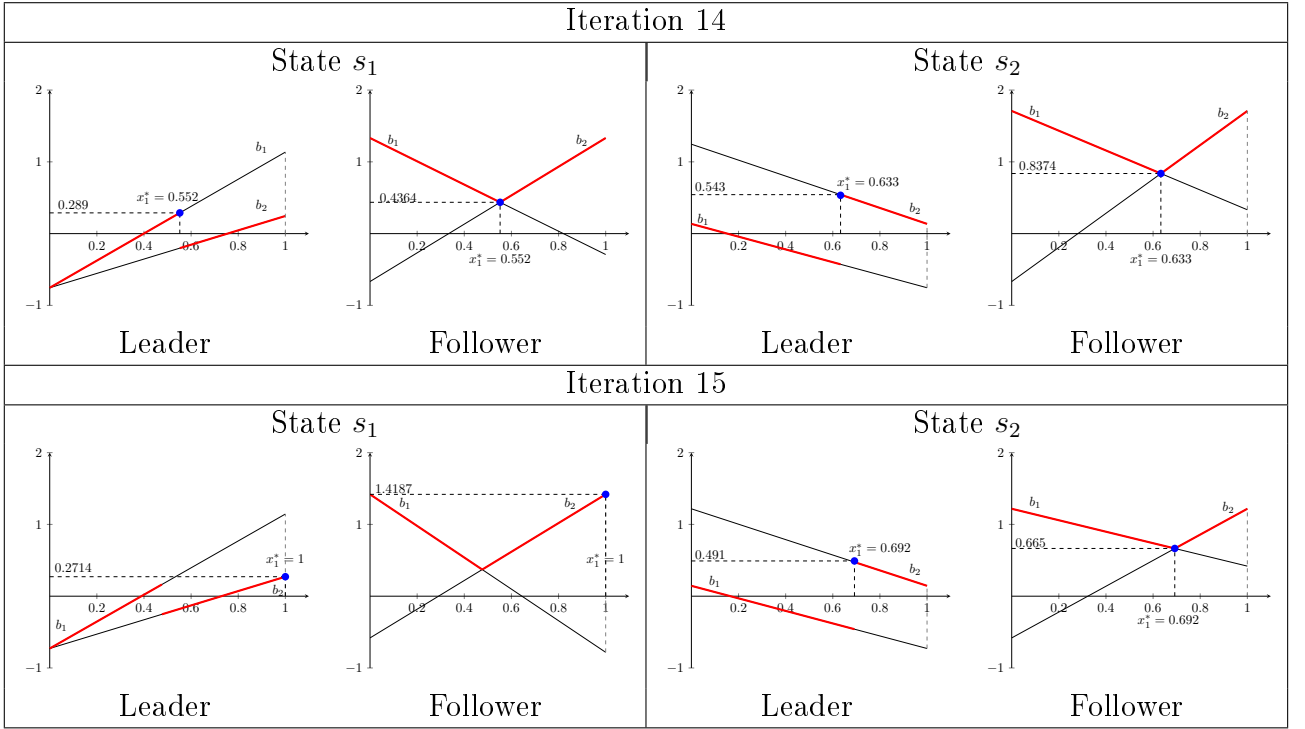 Iteration 14
State s₁
State s₂
2
1
−1
0.2
0.4
0.6
0.8
1
0.289
x₁* = 0.552
b₁
b₂
Leader
2
1
−1
0.2
0.4
0.6
0.8
1
0.4364
x₁* = 0.552
b₁
b₂
Follower
2
1
−1
0.2
0.4
0.6
0.8
1
0.543
x₁* = 0.633
b₁
b₂
Leader
2
1
−1
0.2
0.4
0.6
0.8
1
0.8374
x₁* = 0.633
b₁
b₂
Follower
Iteration 15
State s₁
State s₂
2
1
−1
0.2
0.4
0.6
0.8
1
0.2714
x₁* = 1
b₁
b₂
Leader
2
1
−1
0.2
0.4
0.6
0.8
1
1.4187
x₁* = 1
b₁
b₂
Follower
2
1
−1
0.2
0.4
0.6
0.8
1
0.491
x₁* = 0.692
b₁
b₂
Leader
2
1
−1
0.2
0.4
0.6
0.8
1
0.665
x₁* = 0.692
b₁
b₂
Follower